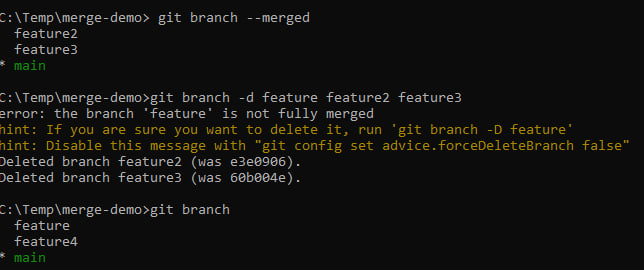 C:\Temp\merge-demo> git branch --merged
  feature2
  feature3
* main
C:\Temp\merge-demo>git branch -d feature feature2 feature3
error: the branch 'feature' is not fully merged
hint: If you are sure you want to delete it, run 'git branch -D feature'
hint: Disable this message with "git config set advice.forceDeleteBranch false"
Deleted branch feature2 (was e3e0906).
Deleted branch feature3 (was 60b004e).
C:\Temp\merge-demo>git branch
  feature
  feature4
* main